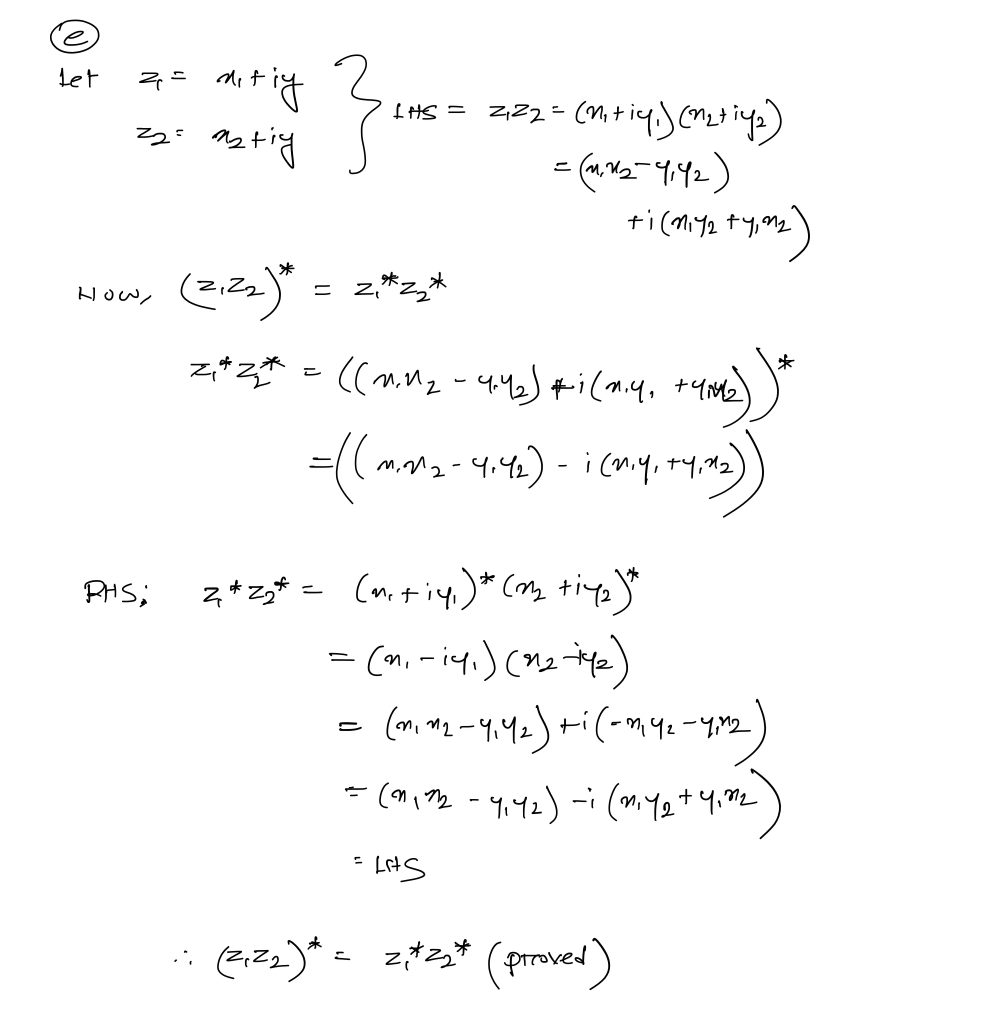 e
Let z₁ = x₁ + iy
z₂ = x₂ + iy
LHS = z₁z₂ = (x₁ + iy₁)(x₂ + iy₂)
= (x₁x₂ - y₁y₂)
+ i(x₁y₂ + y₁x₂)
Now, (z₁z₂)* = z₁*z₂*
z₁*z₂* = ((x₁x₂ - y₁y₂) + i(x₁y₁ + y₁x₂))*
= ((x₁x₂ - y₁y₂) - i(x₁y₁ + y₁x₂))
RHS; z₁*z₂* = (x₁ + iy₁)*(x₂ + iy₂)*
= (x₁ - iy₁)(x₂ - iy₂)
= (x₁x₂ - y₁y₂) + i(-x₁y₂ - y₁x₂)
= (x₁x₂ - y₁y₂) - i(x₁y₂ + y₁x₂)
= LHS
∴ (z₁z₂)* = z₁*z₂* (proved)